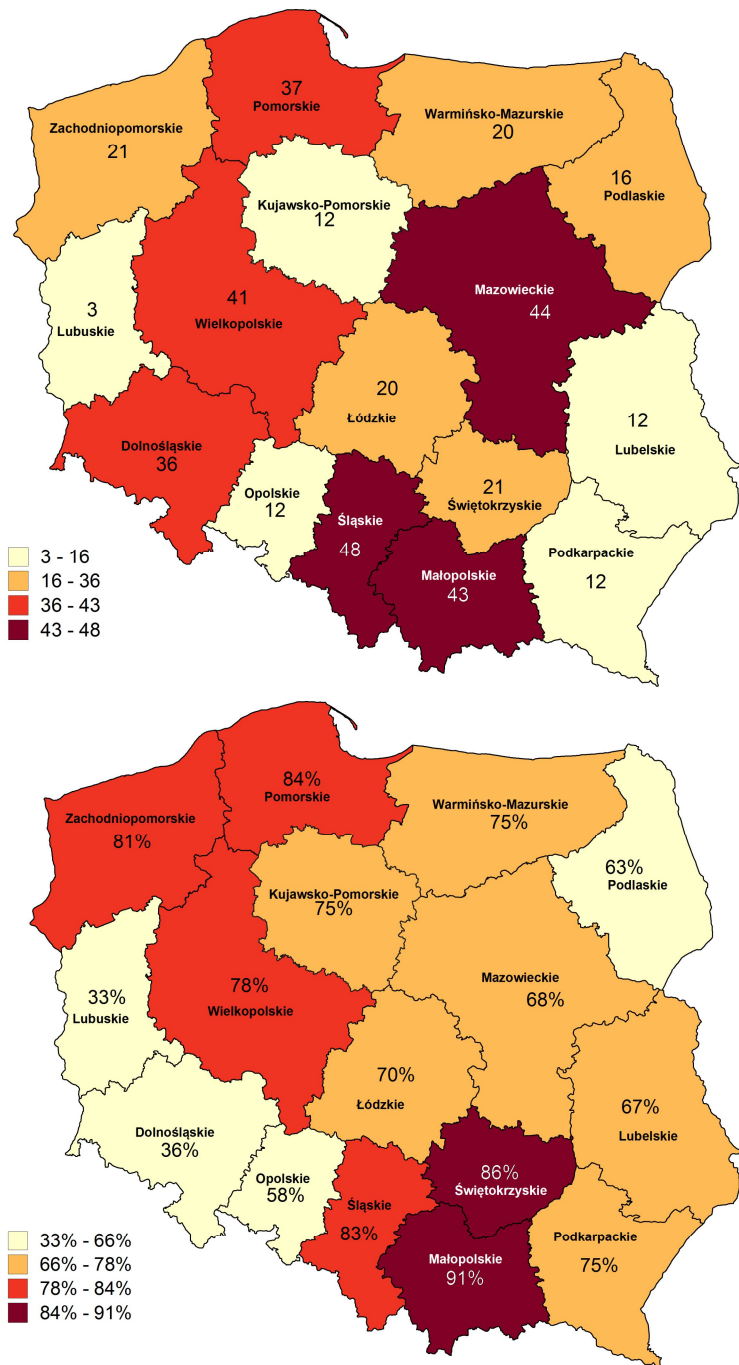 37
Pomorskie
Zachodniopomorskie
21
Warmińsko-Mazurskie
20
16
Podlaskie
Kujawsko-Pomorskie
12
Mazowieckie
44
3
Lubuskie
41
Wielkopolskie
20
Łódzkie
12
Lubelskie
Dolnośląskie
36
Opolskie
12
Śląskie
48
21
Świętokrzyskie
Małopolskie
43
Podkarpackie
12
3 - 16
16 - 36
36 - 43
43 - 48
84%
Pomorskie
Zachodniopomorskie
81%
Warmińsko-Mazurskie
75%
63%
Podlaskie
Kujawsko-Pomorskie
75%
Mazowieckie
68%
33%
Lubuskie
78%
Wielkopolskie
70%
Łódzkie
67%
Lubelskie
Dolnośląskie
36%
Opolskie
58%
Śląskie
83%
86%
Świętokrzyskie
Małopolskie
91%
Podkarpackie
75%
33% - 66%
66% - 78%
78% - 84%
84% - 91%